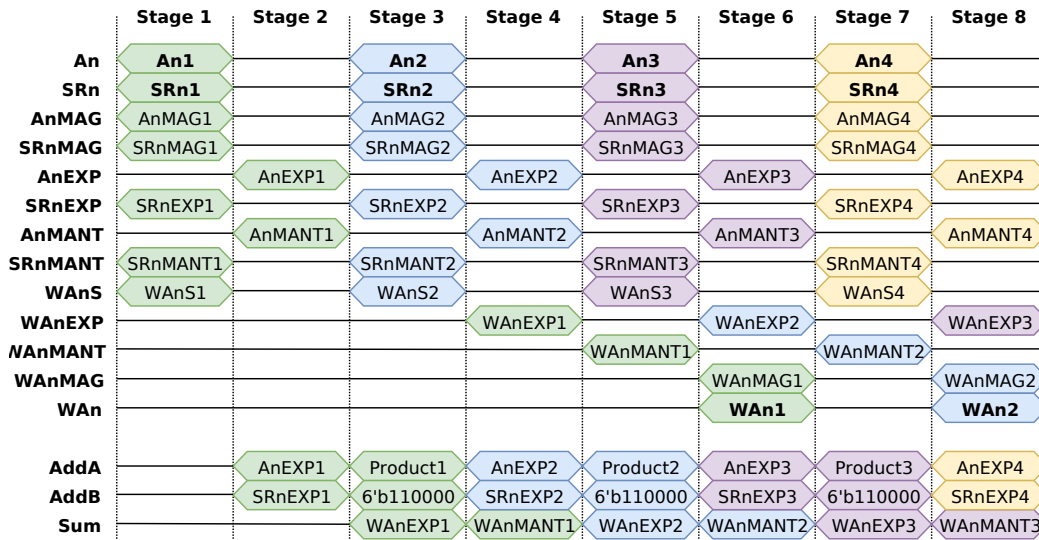 Stage 1 Stage 2 Stage 3 Stage 4 Stage 5 Stage 6 Stage 7 Stage 8
An An1 An2 An3 An4
SRn SRn1 SRn2 SRn3 SRn4
AnMAG AnMAG1 AnMAG2 AnMAG3 AnMAG4
SRnMAG SRnMAG1 SRnMAG2 SRnMAG3 SRnMAG4
AnEXP AnEXP1 AnEXP2 AnEXP3 AnEXP4
SRnEXP SRnEXP1 SRnEXP2 SRnEXP3 SRnEXP4
AnMANT AnMANT1 AnMANT2 AnMANT3 AnMANT4
SRnMANT SRnMANT1 SRnMANT2 SRnMANT3 SRnMANT4
WAnS WAnS1 WAnS2 WAnS3 WAnS4
WAnEXP WAnEXP1 WAnEXP2 WAnEXP3
WAnMANT WAnMANT1 WAnMANT2
WAnMAG WAnMAG1 WAnMAG2
WAn WAn1 WAn2
AddA AnEXP1 Product1 AnEXP2 Product2 AnEXP3 Product3 AnEXP4
AddB SRnEXP1 6'b110000 SRnEXP2 6'b110000 SRnEXP3 6'b110000 SRnEXP4
Sum WAnEXP1 WAnMANT1 WAnEXP2 WAnMANT2 WAnEXP3 WAnMANT3